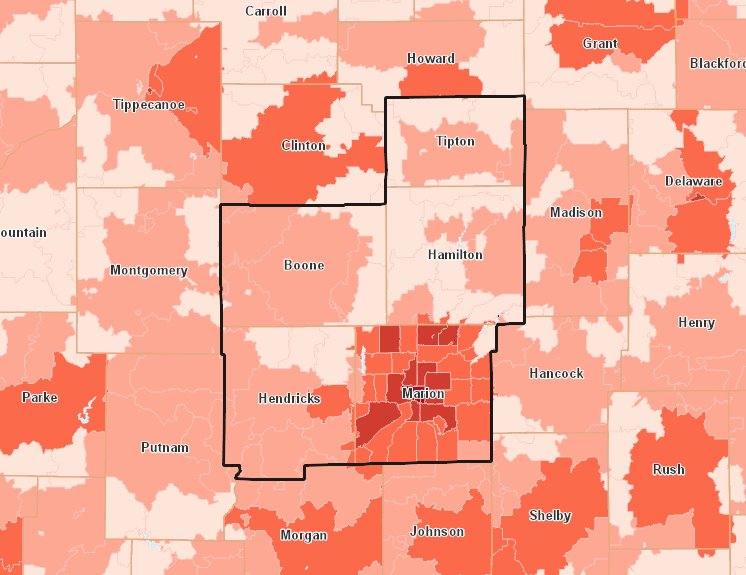 Carroll
Grant
Howard
Blackford
Tippecanoe
Clinton
Tipton
Delaware
Madison
ountain
Hamilton
Boone
Montgomery
Henry
Hancock
Parke
Hendricks
Marion
Putnam
Rush
Shelby
Morgan
Johnson